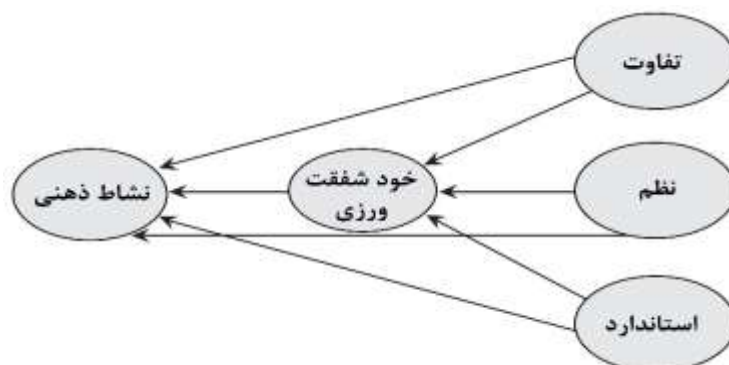 تفاوت
نظم
استاندارد
خود شفقت
ورزی
نشاط ذهنی